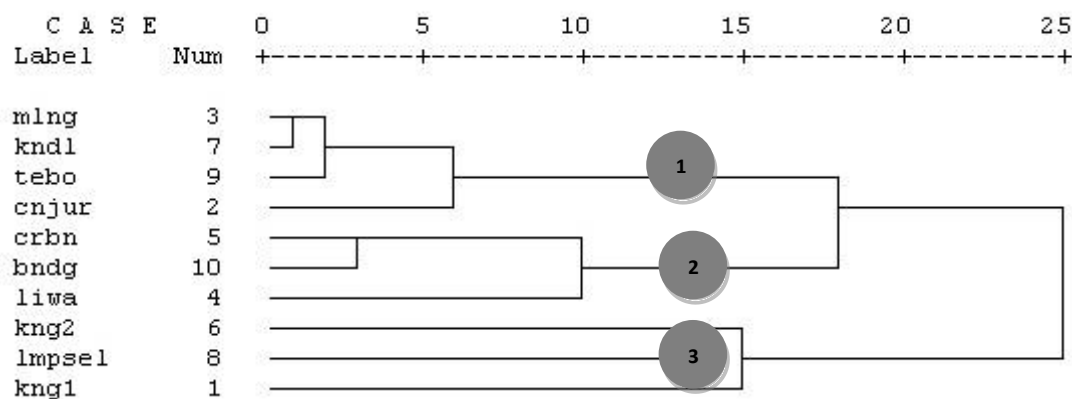 C A S E 0 5 10 15 20 25
Label Num +---------+---------+---------+---------+---------+
mlng 3
kndl 7
tebo 9
1
cnjur 2
crbn 5
bndg 10
2
liwa 4
kng2 6
lmpsel 8
3
kng1 1